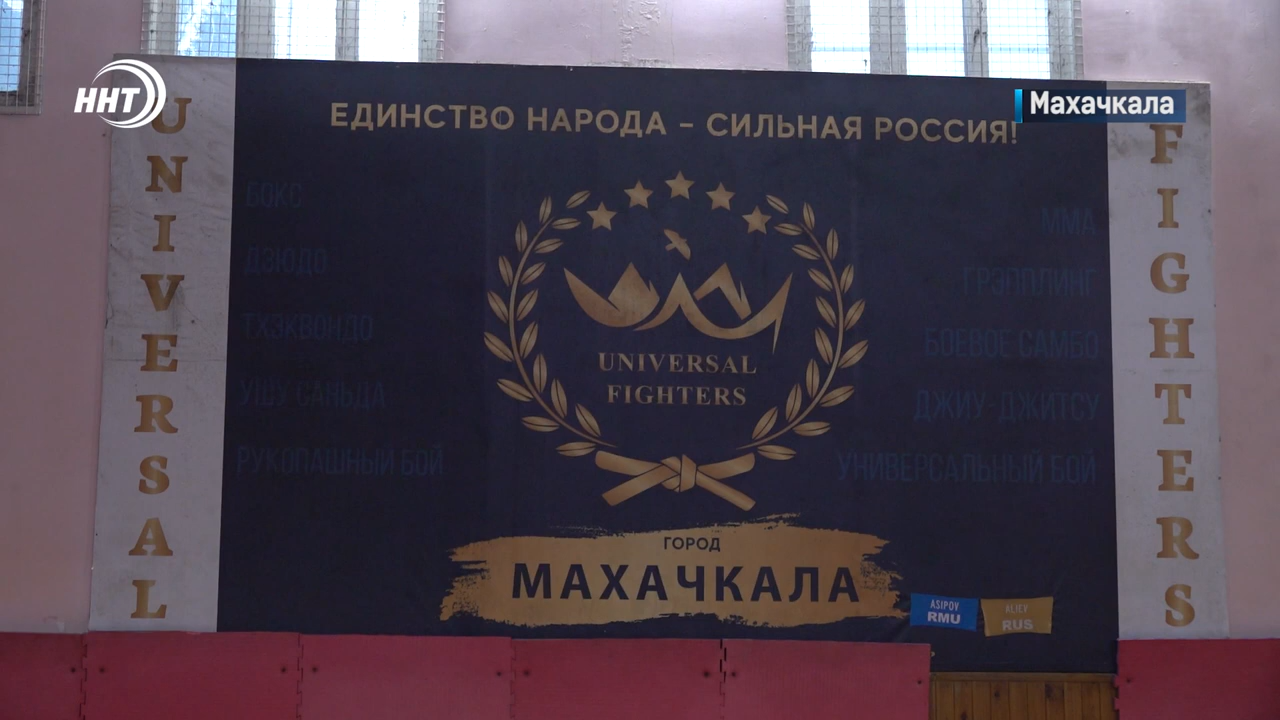 ННТ
Махачкала
UNIVERSAL
ЕДИНСТВО НАРОДА – СИЛЬНАЯ РОССИЯ!
БОКС
ДЗЮДО
ТХЭКВОНДО
УШУ САНЬДА
РУКОПАШНЫЙ БОЙ
UNIVERSAL
FIGHTERS
ММА
ГРЭППЛИНГ
БОЕВОЕ САМБО
ДЖИУ-ДЖИТСУ
УНИВЕРСАЛЬНЫЙ БОЙ
FIGHTERS
ГОРОД
МАХАЧКАЛА
ASIPOV
RMU
ALIEV
RUS